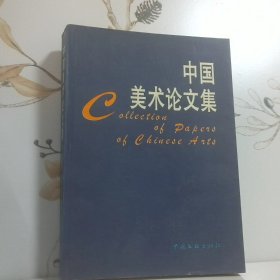 中国
美术论文集
Collection
of Papers
of Chinese Arts